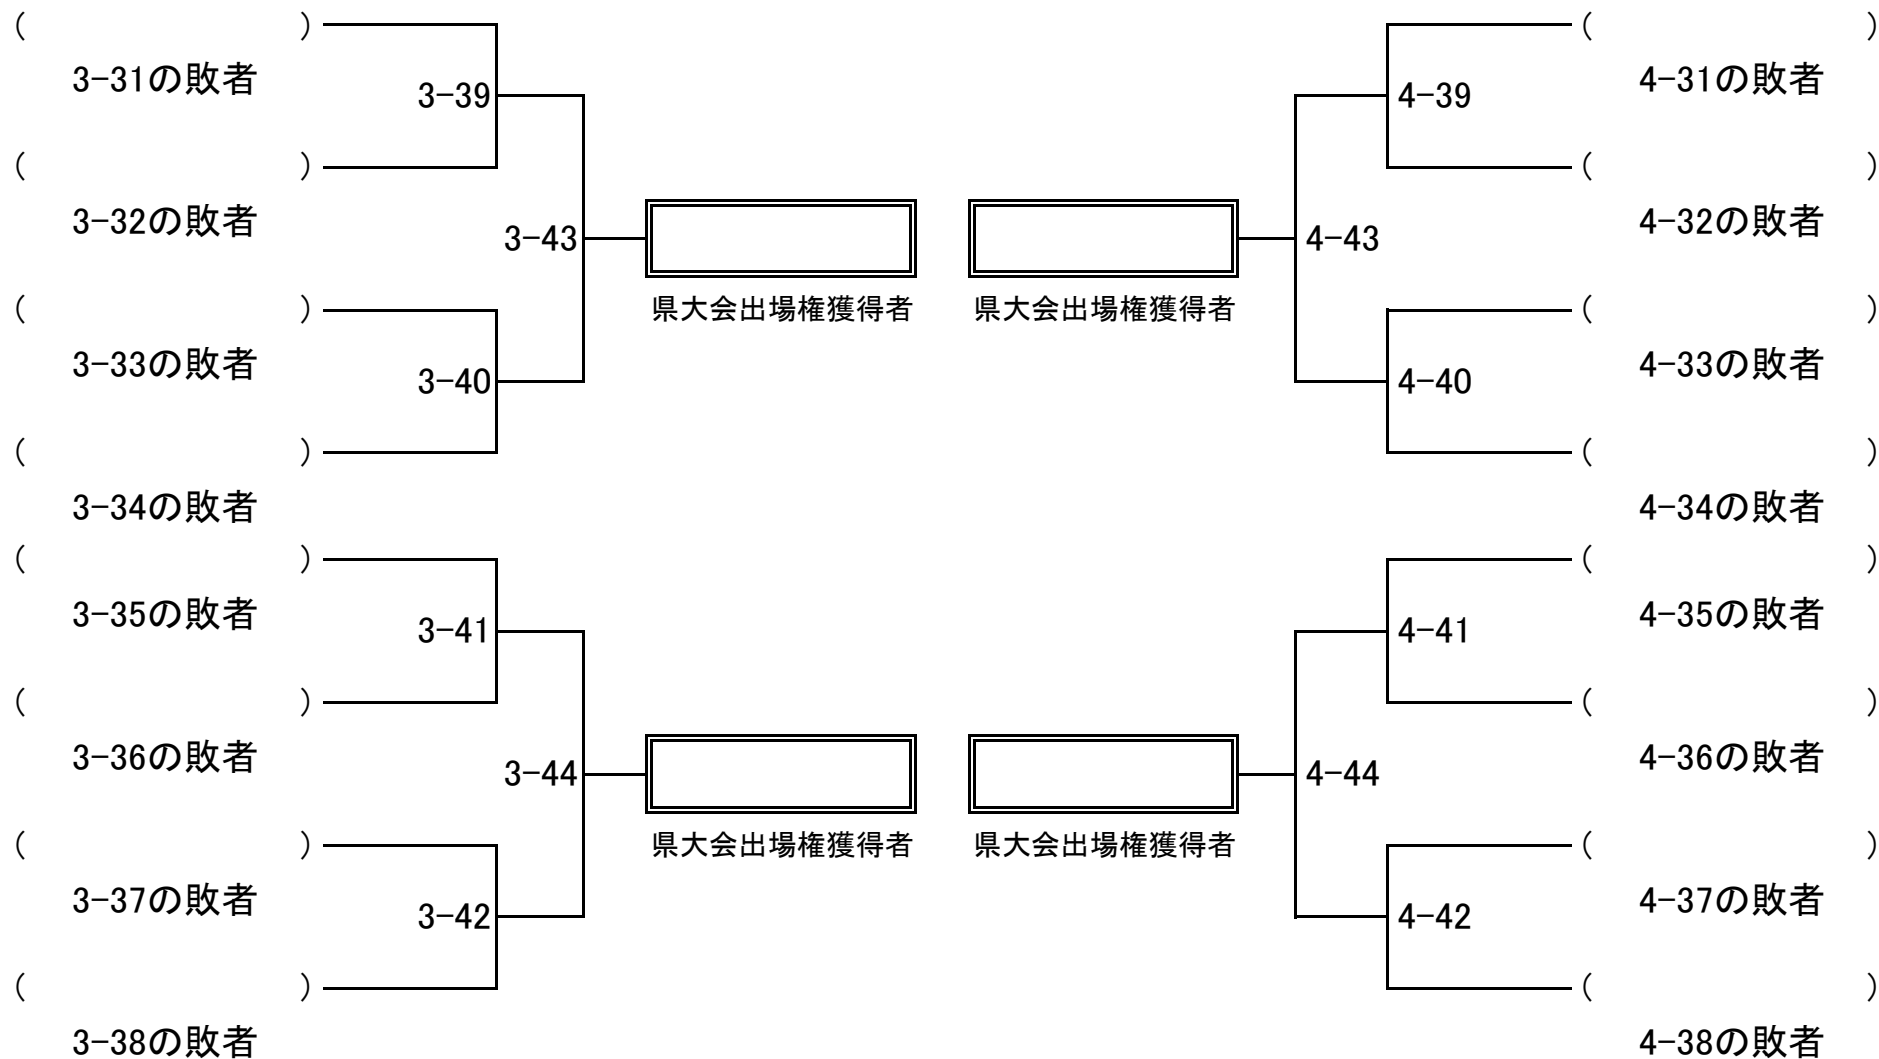 ( ) ( )
3-31の敗者 4-31の敗者
3-39 4-39
( ) ( )
3-32の敗者 4-32の敗者
3-43 4-43
県大会出場権獲得者 県大会出場権獲得者
( ) ( )
3-33の敗者 4-33の敗者
3-40 4-40
( ) ( )
3-34の敗者 4-34の敗者
( ) ( )
3-35の敗者 4-35の敗者
3-41 4-41
( ) ( )
3-36の敗者 4-36の敗者
3-44 4-44
県大会出場権獲得者 県大会出場権獲得者
( ) ( )
3-37の敗者 4-37の敗者
3-42 4-42
( ) ( )
3-38の敗者 4-38の敗者